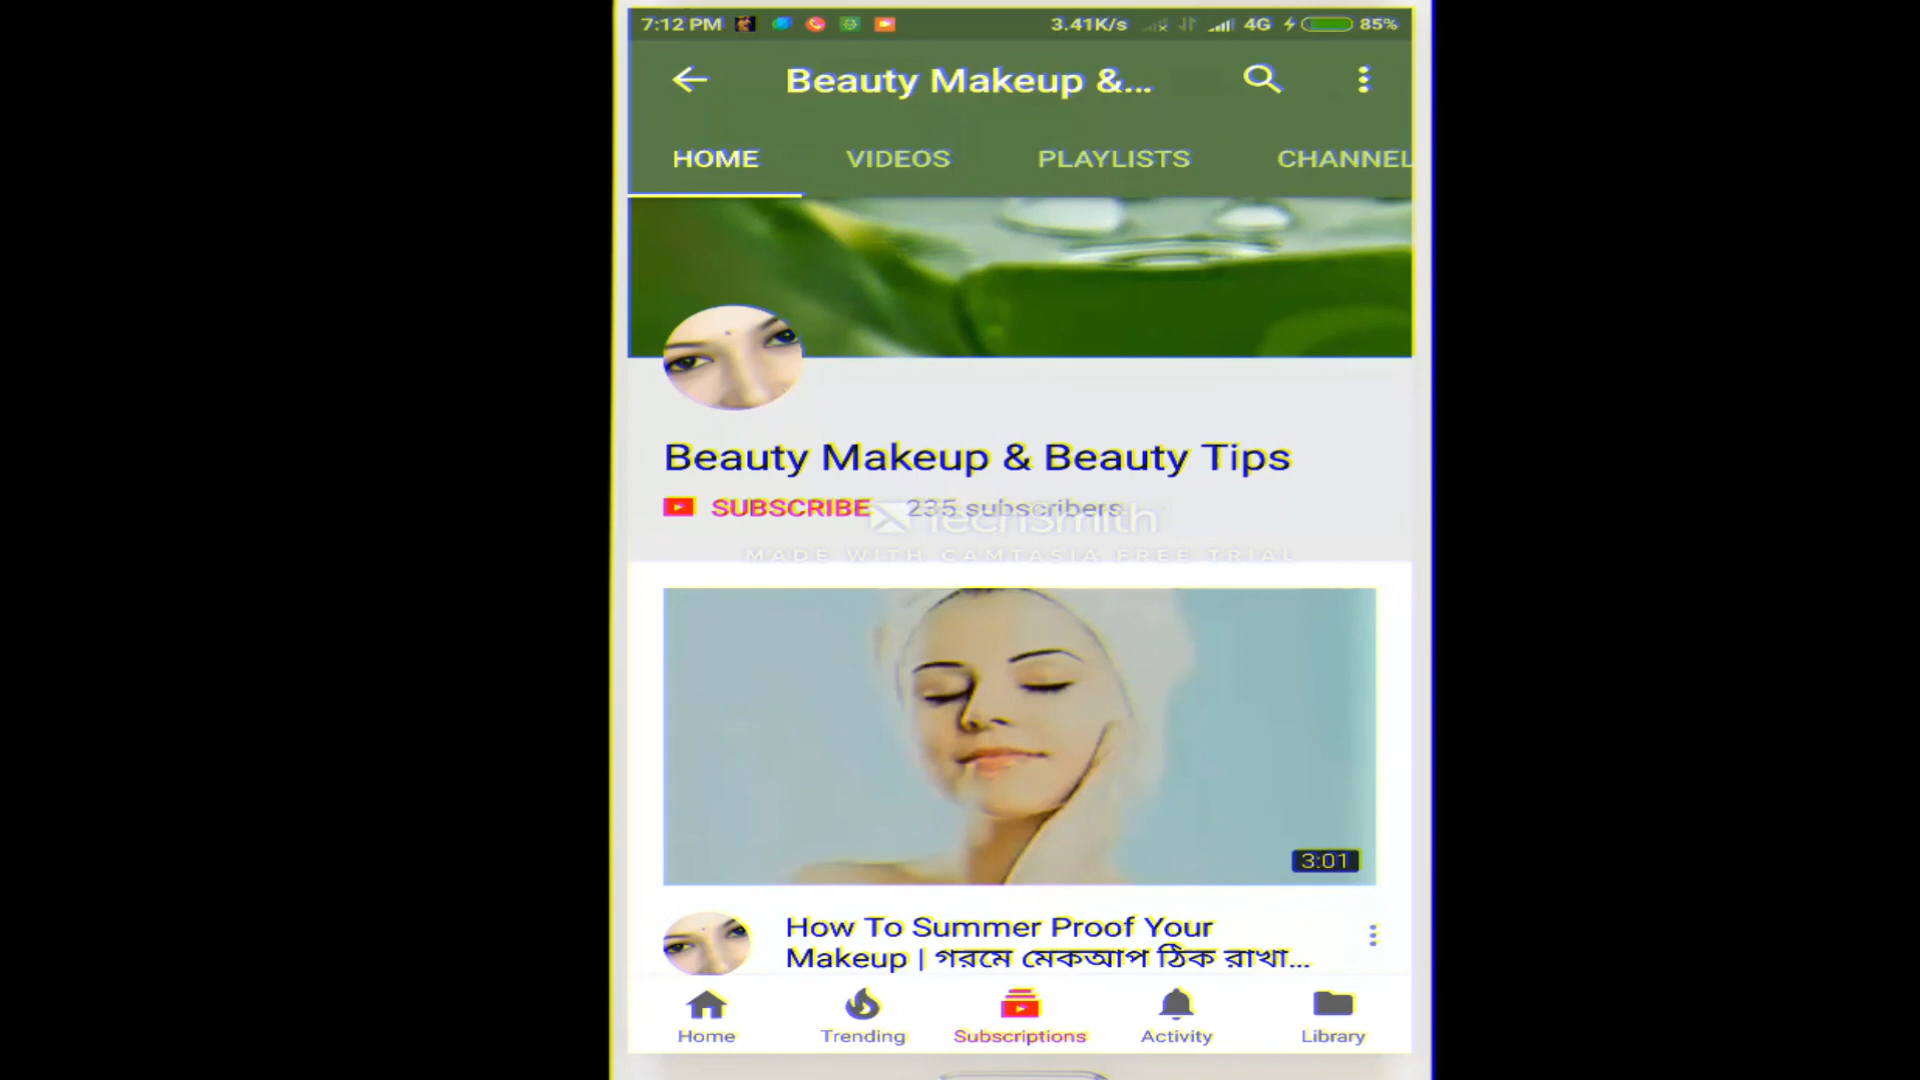 7:12 PM 3.41K/s 4G 85%
Beauty Makeup &...
HOME VIDEOS PLAYLISTS CHANNEL
Beauty Makeup & Beauty Tips
SUBSCRIBE 235 subscribers
TechSmith
MADE WITH CAMTASIA FREE TRIAL
3:01
How To Summer Proof Your
Makeup | গরমে মেকআপ ঠিক রাখা...
Home Trending Subscriptions Activity Library